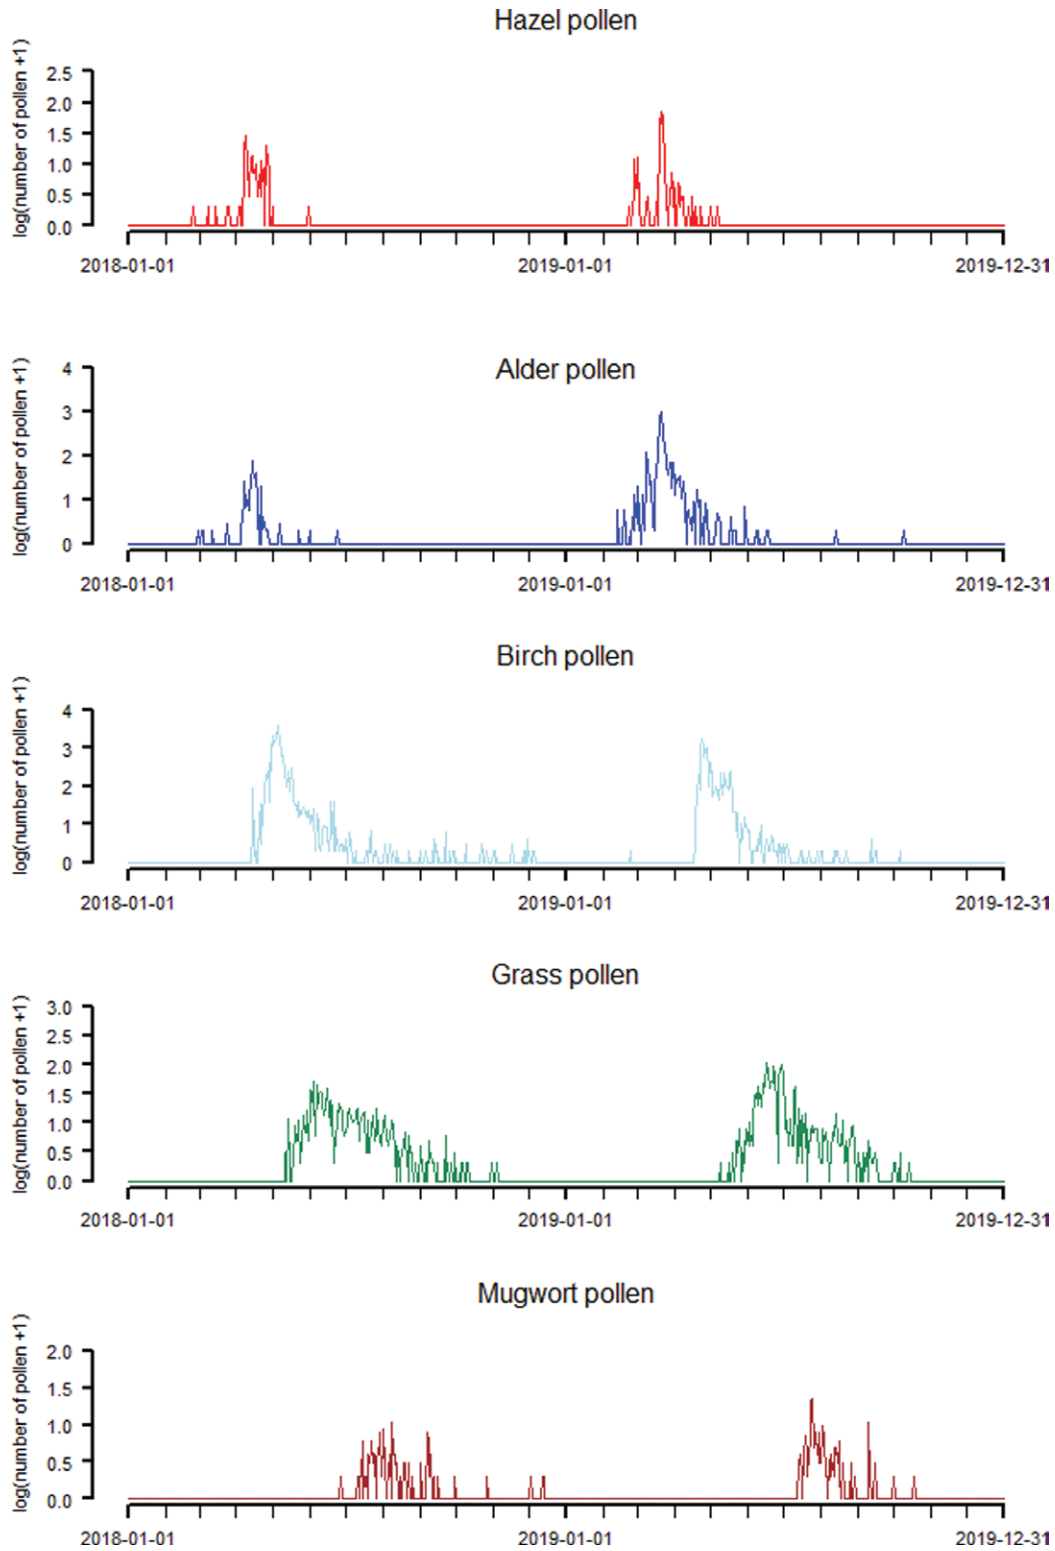 Hazel pollen
log(number of pollen +1)
2.5
2.0
1.5
1.0
0.5
0.0
2018-01-01 2019-01-01 2019-12-31
Alder pollen
log(number of pollen +1)
4
3
2
1
0
2018-01-01 2019-01-01 2019-12-31
Birch pollen
log(number of pollen +1)
4
3
2
1
0
2018-01-01 2019-01-01 2019-12-31
Grass pollen
log(number of pollen +1)
3.0
2.5
2.0
1.5
1.0
0.5
0.0
2018-01-01 2019-01-01 2019-12-31
Mugwort pollen
log(number of pollen +1)
2.0
1.5
1.0
0.5
0.0
2018-01-01 2019-01-01 2019-12-31